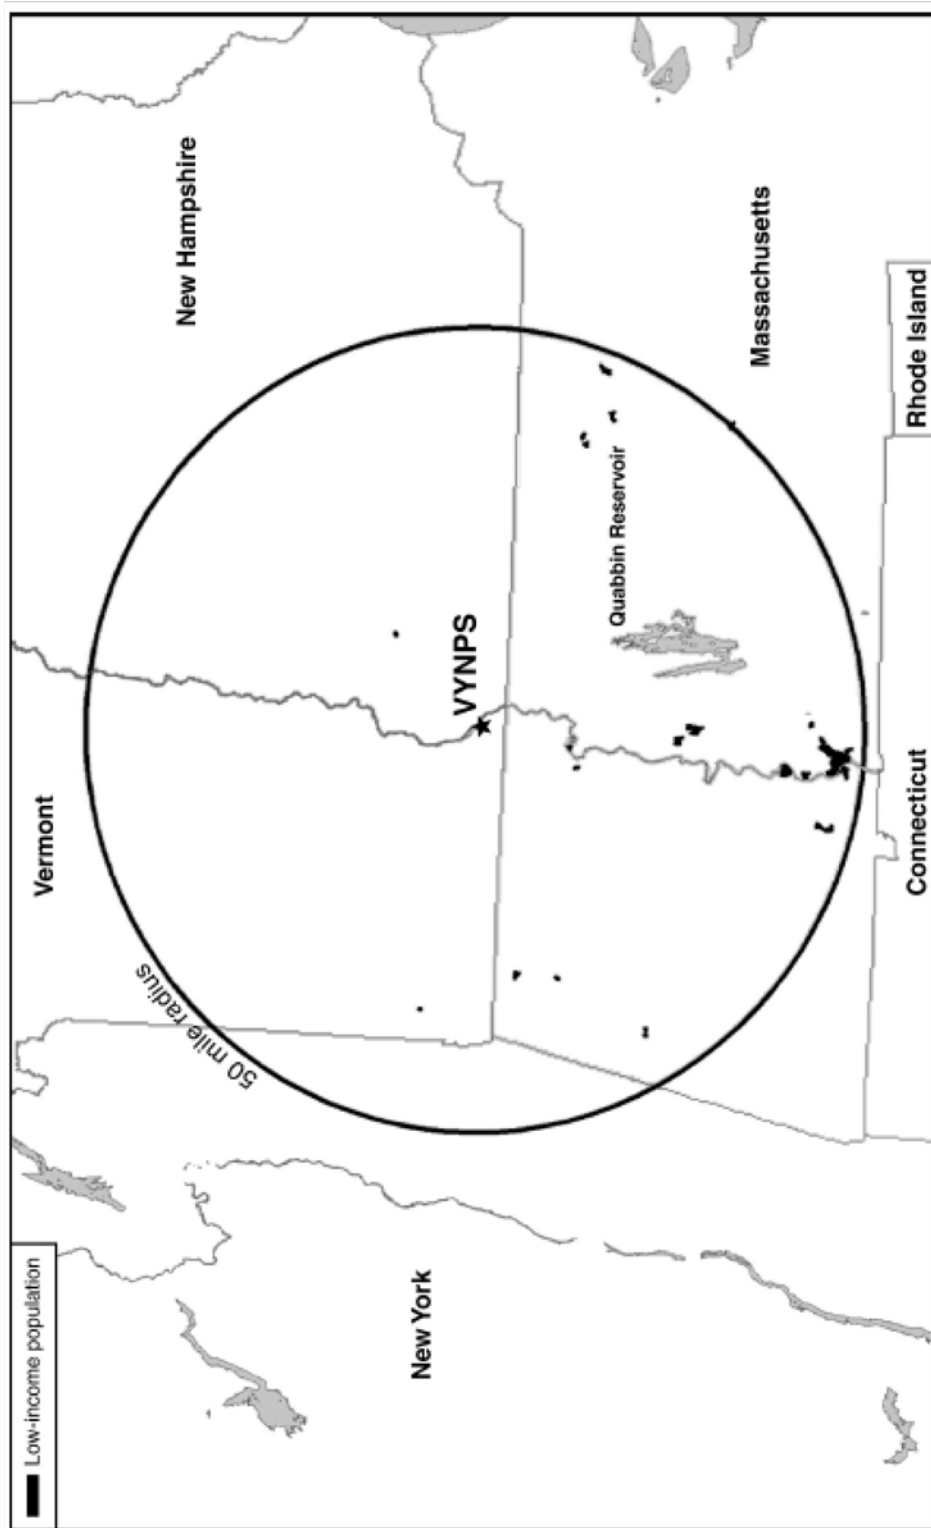 Low-income population
Vermont
New Hampshire
50 mile radius
VYNPS
New York
Quabbin Reservoir
Massachusetts
Connecticut
Rhode Island